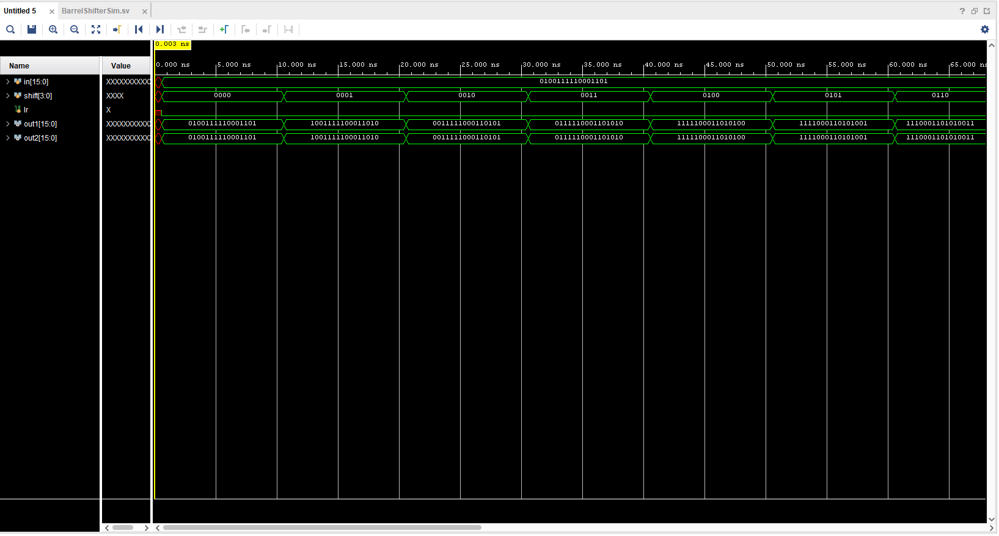 Untitled 5 × BarrelShifterSim.sv × ?
0.003 ns
Name Value 0.000 ns 5.000 ns 10.000 ns 15.000 ns 20.000 ns 25.000 ns 30.000 ns 35.000 ns 40.000 ns 45.000 ns 50.000 ns 55.000 ns 60.000 ns 65.000 ns
in[15:0] XXXXXXXXXXX 0100111110001101
shift[3:0] XXXX 0000 0001 0010 0011 0100 0101 0110
lr X
out1[15:0] XXXXXXXXXXX 0100111110001101 1001111100011010 0011111000110101 0111110001101010 1111100011010100 1111000110101001 1110001101010011
out2[15:0] XXXXXXXXXXX 0100111110001101 1001111100011010 0011111000110101 0111110001101010 1111100011010100 1111000110101001 1110001101010011